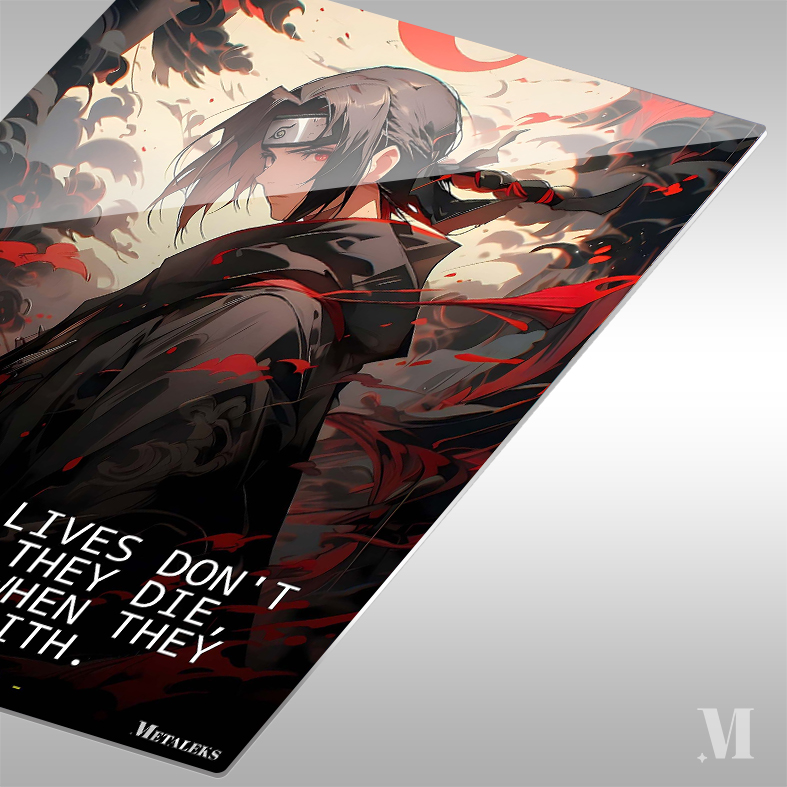 LIVES DON'T
THEY DIE,
WHEN THEY
ITH.
METALEKS
M